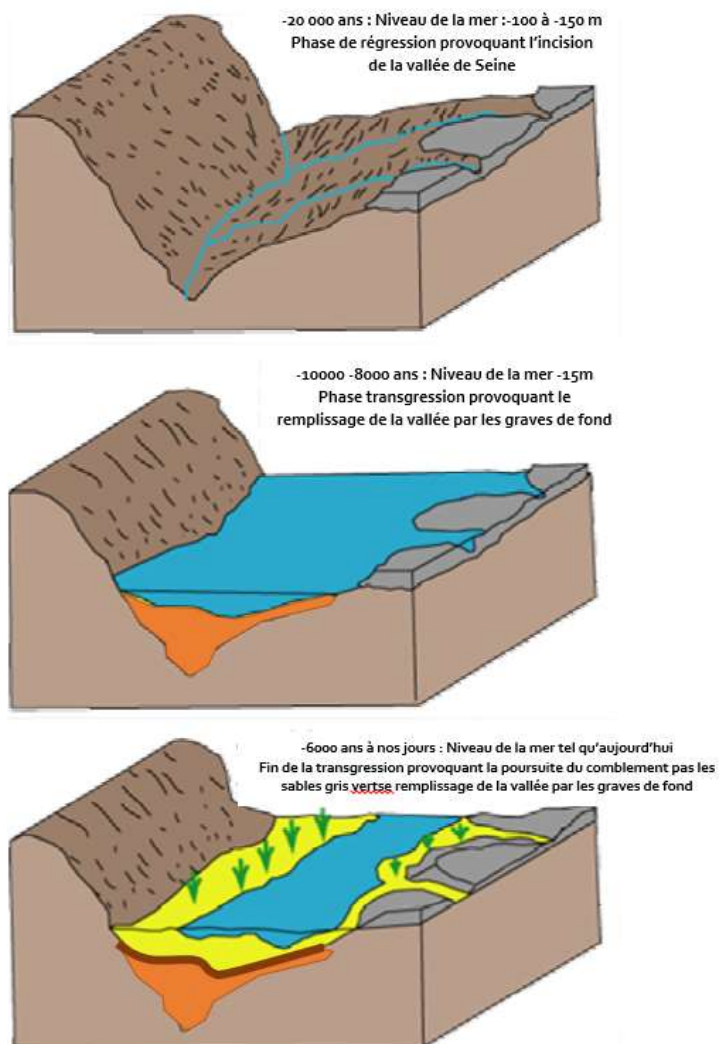 -20 000 ans : Niveau de la mer :-100 à -150 m
Phase de régression provoquant l'incision
de la vallée de Seine
-10000 -8000 ans : Niveau de la mer -15m
Phase transgression provoquant le
remplissage de la vallée par les graves de fond
-6000 ans à nos jours : Niveau de la mer tel qu'aujourd'hui
Fin de la transgression provoquant la poursuite du comblement pas les
sables gris vertse remplissage de la vallée par les graves de fond